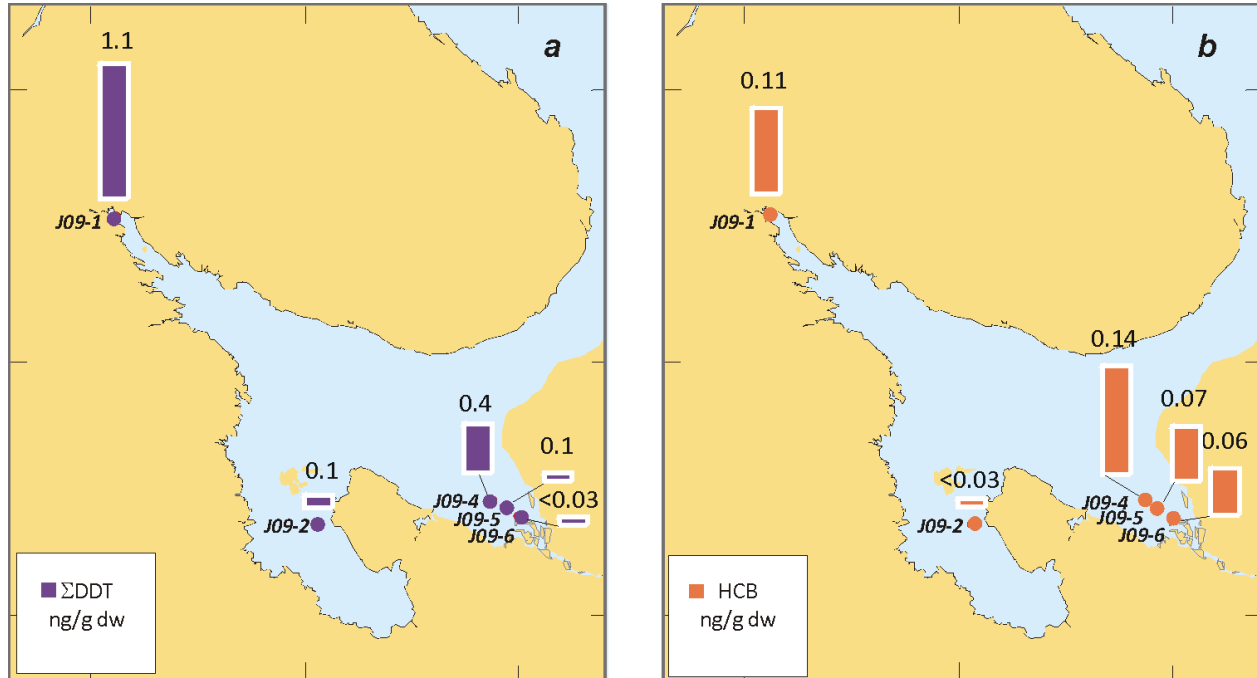 1.1
a
J09-1
0.4
0.1
0.1
<0.03
J09-4
J09-5
J09-2
J09-6
ΣDDT
ng/g dw
b
0.11
J09-1
0.14
0.07
0.06
<0.03
J09-4
J09-5
J09-2
J09-6
HCB
ng/g dw